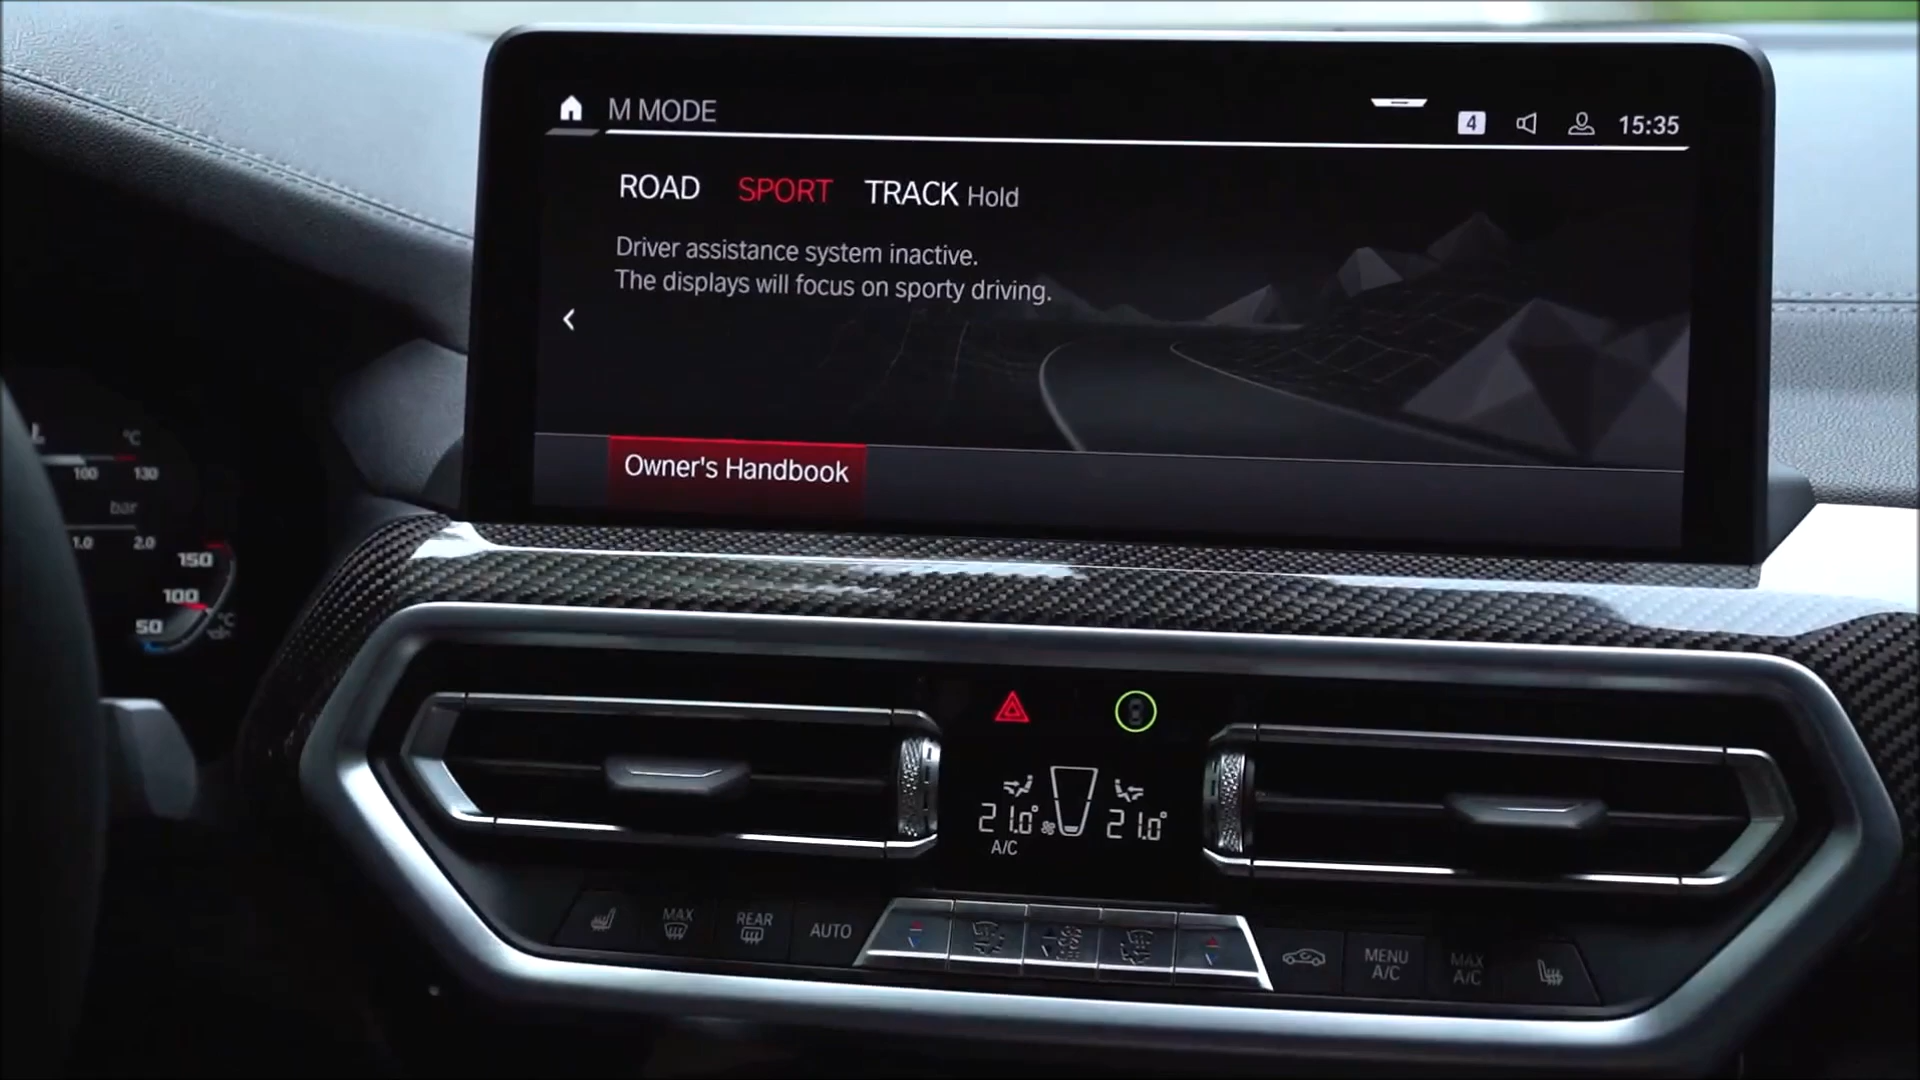 M MODE
4
15:35
ROAD SPORT TRACK Hold
Driver assistance system inactive.
The displays will focus on sporty driving.
Owner's Handbook
°C
100 130
bar
1.0 2.0
150
100
50
°C
21.0° 21.0°
A/C
MAX
REAR
AUTO
MENU
A/C
MAX
A/C